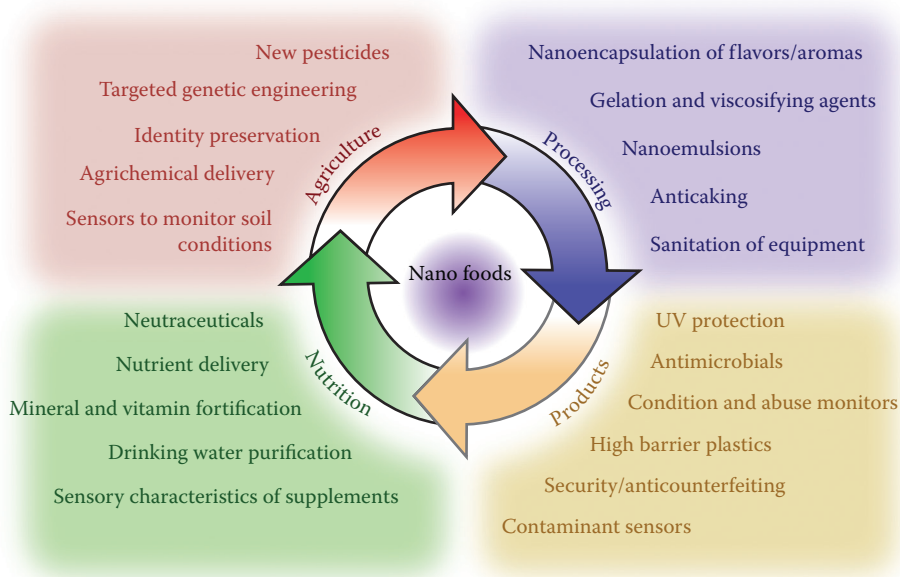 New pesticides
Targeted genetic engineering
Identity preservation
Agrichemical delivery
Sensors to monitor soil
conditions
Agriculture
Nanoencapsulation of flavors/aromas
Gelation and viscosifying agents
Nanoemulsions
Anticaking
Sanitation of equipment
Processing
Nano foods
Neutraceuticals
Nutrient delivery
Mineral and vitamin fortification
Drinking water purification
Sensory characteristics of supplements
Nutrition
UV protection
Antimicrobials
Condition and abuse monitors
High barrier plastics
Security/anticounterfeiting
Contaminant sensors
Products